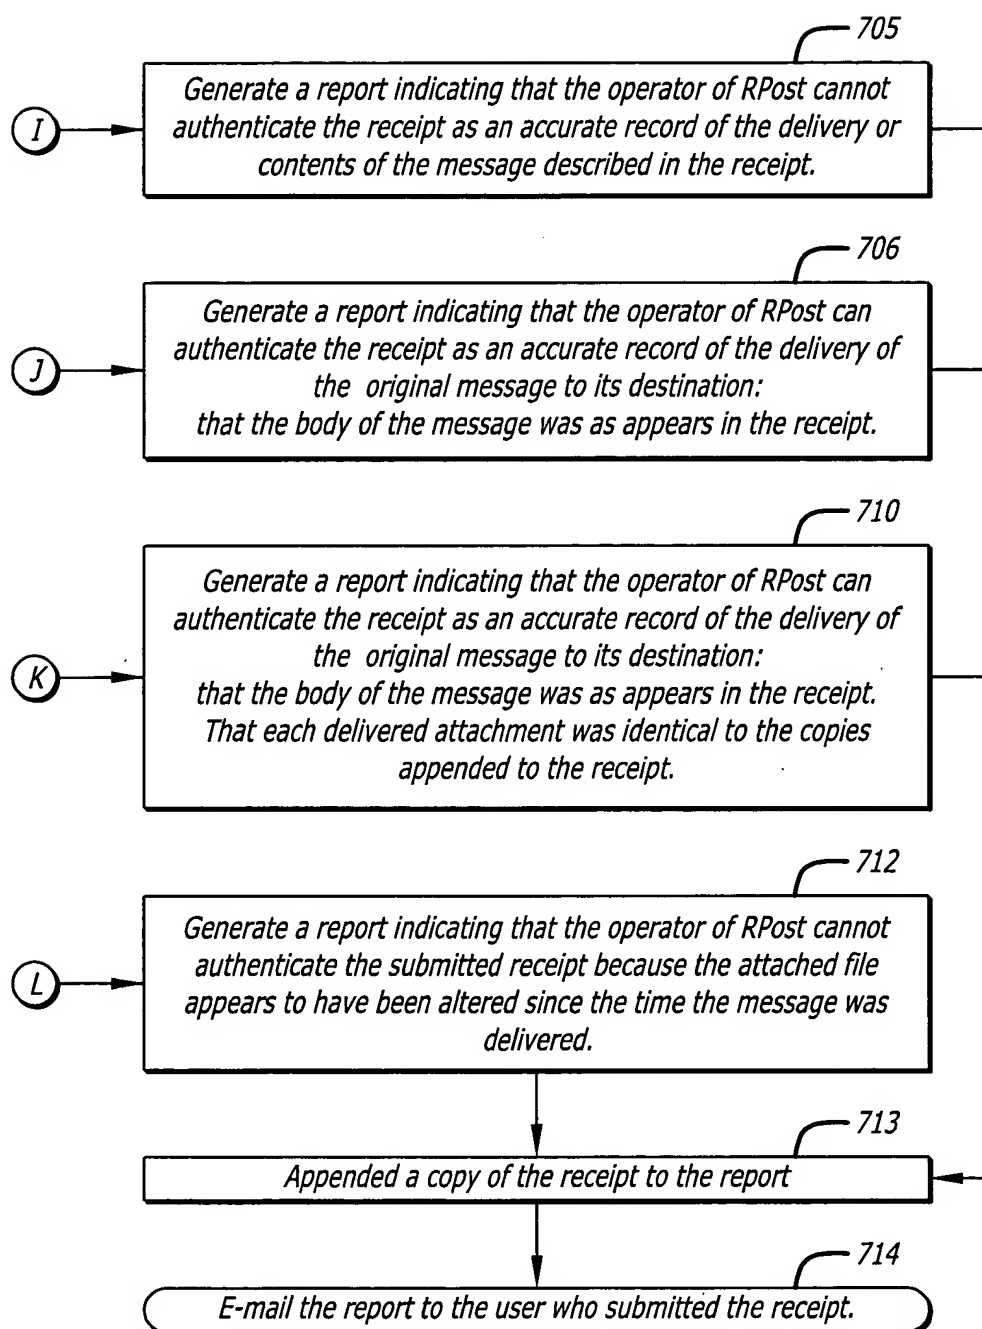 705
Generate a report indicating that the operator of RPost cannot
authenticate the receipt as an accurate record of the delivery or
contents of the message described in the receipt.
I
706
Generate a report indicating that the operator of RPost can
authenticate the receipt as an accurate record of the delivery of
the original message to its destination:
that the body of the message was as appears in the receipt.
J
710
Generate a report indicating that the operator of RPost can
authenticate the receipt as an accurate record of the delivery of
the original message to its destination:
that the body of the message was as appears in the receipt.
That each delivered attachment was identical to the copies
appended to the receipt.
K
712
Generate a report indicating that the operator of RPost cannot
authenticate the submitted receipt because the attached file
appears to have been altered since the time the message was
delivered.
L
713
Appended a copy of the receipt to the report
714
E-mail the report to the user who submitted the receipt.